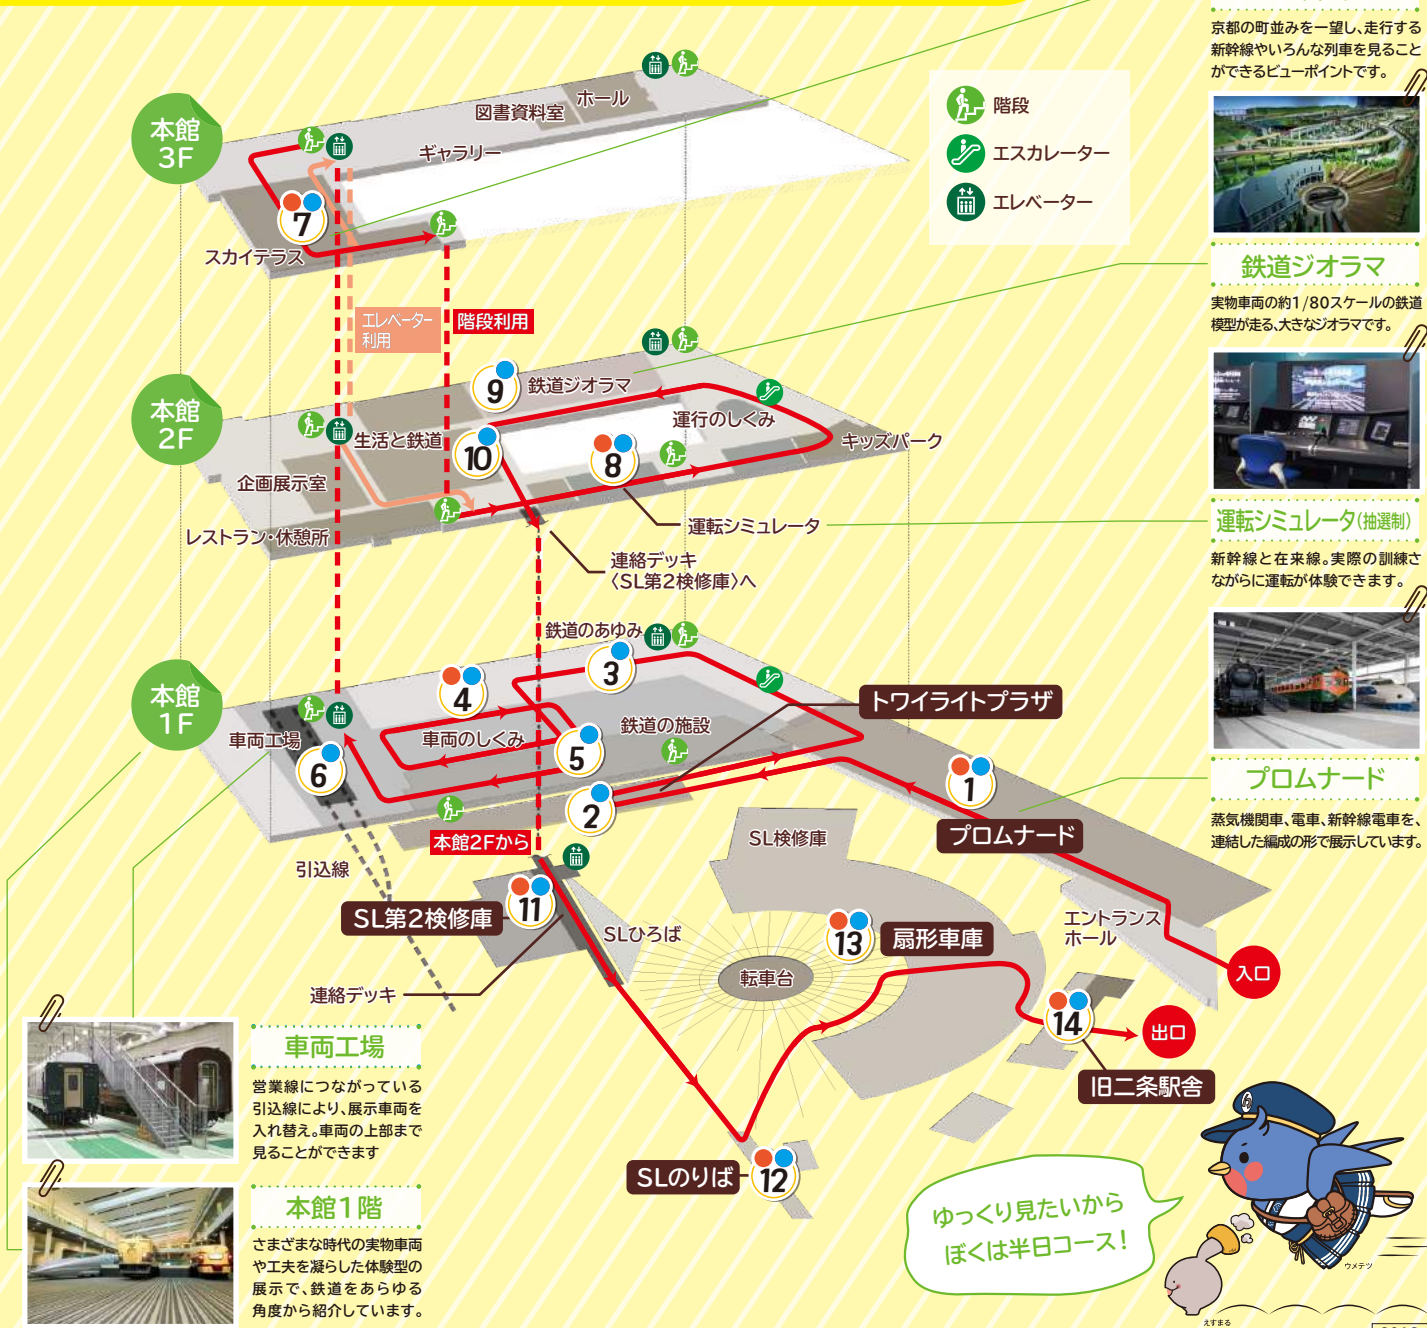 京都の町並みを一望し、走行する
新幹線やいろんな列車を見ること
ができるビューポイントです。
本館
3F
図書資料室
ホール
ギャラリー
7
スカイテラス
階段
エスカレーター
エレベーター
エレベーター
利用
階段利用
鉄道ジオラマ
実物車両の約1/80スケールの鉄道
模型が走る、大きなジオラマです。
本館
2F
9
鉄道ジオラマ
生活と鉄道
10
8
運行のしくみ
キッズパーク
企画展示室
レストラン・休憩所
運転シミュレータ
連絡デッキ
〈SL第2検修庫〉へ
運転シミュレータ(抽選制)
新幹線と在来線。実際の訓練さ
ながらに運転が体験できます。
本館
1F
鉄道のあゆみ
3
4
車両工場
車両のしくみ
鉄道の施設
5
6
2
トワイライトプラザ
1
プロムナード
プロムナード
蒸気機関車、電車、新幹線電車を、
連結した編成の形で展示しています。
本館2Fから
引込線
SL検修庫
11
SL第2検修庫
SLひろば
13
扇形車庫
エントランス
ホール
入口
転車台
連絡デッキ
14
出口
旧二条駅舎
車両工場
営業線につながっている
引込線により、展示車両を
入れ替え。車両の上部まで
見ることができます
SLのりば
12
本館1階
さまざまな時代の実物車両
や工夫を凝らした体験型の
展示で、鉄道をあらゆる
角度から紹介しています。
ゆっくり見たいから
ぼくは半日コース!
ウメテツ
えすまる